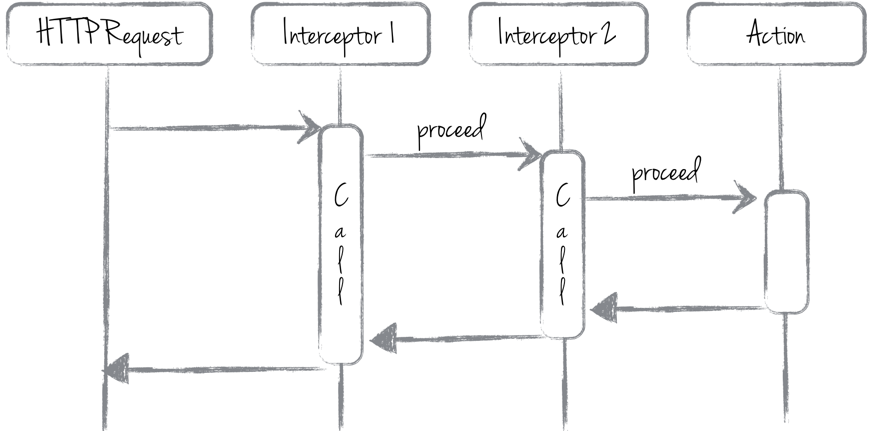 HTTP Request
Interceptor 1
Interceptor 2
Action
proceed
proceed
C
a
l
l
C
a
l
l